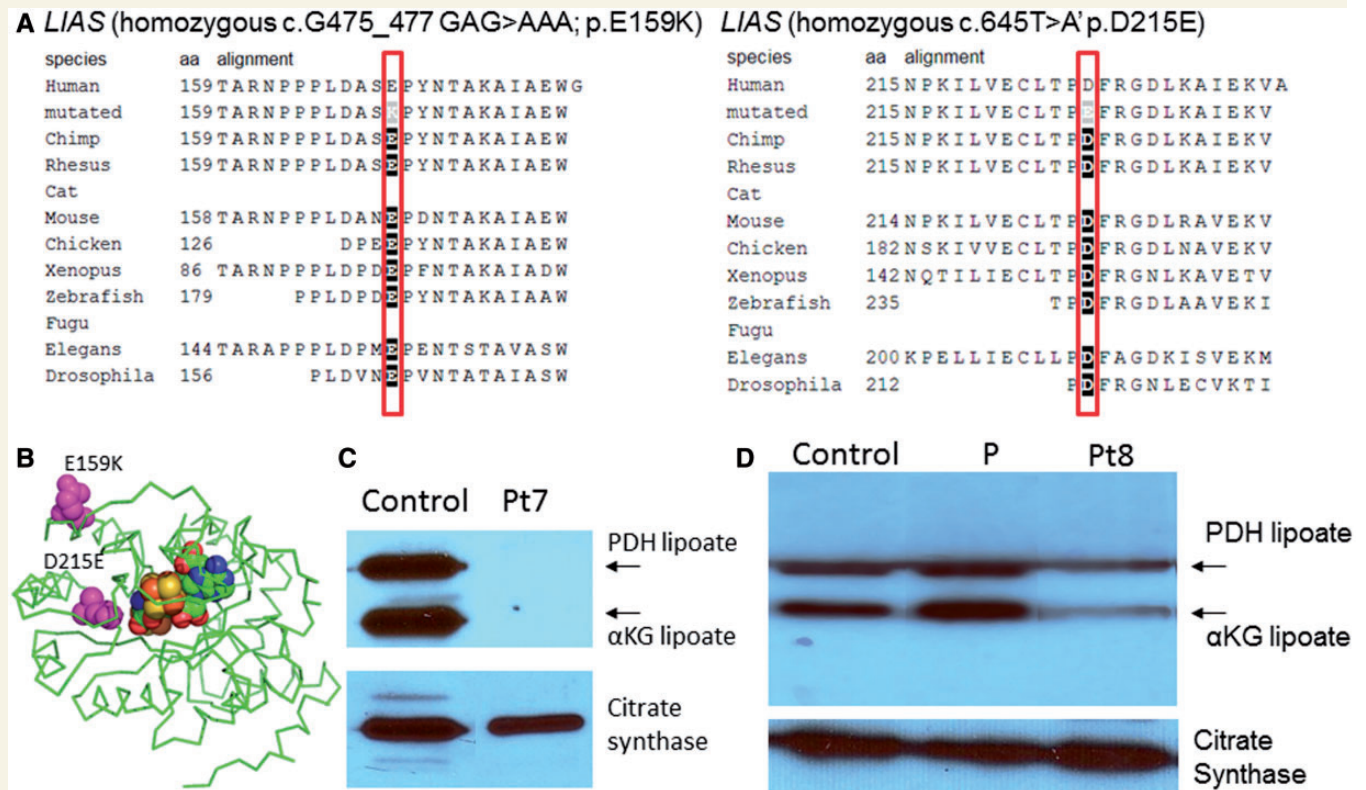 A LIAS (homozygous c.G475_477 GAG>AAA; p.E159K)
species aa alignment
Human 159 TARNPPPLDASEPYNTAKAIAEWG
mutated 159 TARNPPPLDASKPYNTAKAIAEW
Chimp 159 TARNPPPLDASEPYNTAKAIAEW
Rhesus 159 TARNPPPLDASEPYNTAKAIAEW
Cat
Mouse 158 TARNPPPLDANEPDNTAKAIAEW
Chicken 126 DPEEPYNTAKAIAEW
Xenopus 86 TARNPPPLDPDEPFNTAKAIADW
Zebrafish 179 PPLDPDEPYNTAKAIAAW
Fugu
Elegans 144 TARAPPPLDPMEPENTSTAVASW
Drosophila 156 PLDVNEPVNTATAIASW
LIAS (homozygous c.645T>A' p.D215E)
species aa alignment
Human 215 NPKILVECLTPDFRGDLKAIEKVA
mutated 215 NPKILVECLTPEFRGDLKAIEKV
Chimp 215 NPKILVECLTPDFRGDLKAIEKV
Rhesus 215 NPKILVECLTPDFRGDLKAIEKV
Cat
Mouse 214 NPKILVECLTPDFRGDLRAVEKV
Chicken 182 NSKIVVECLTPDFRGDLNAVEKV
Xenopus 142 NQTILIECLTPDFRGNLKAVETV
Zebrafish 235 TPDFRGDLAAVEKI
Fugu
Elegans 200 KPELLIECLLPDFAGDKISVEKM
Drosophila 212 PDFRGNLECVKTI
B
E159K
D215E
C
Control Pt7
PDH lipoate
αKG lipoate
Citrate
synthase
D
Control P Pt8
PDH lipoate
αKG lipoate
Citrate
Synthase